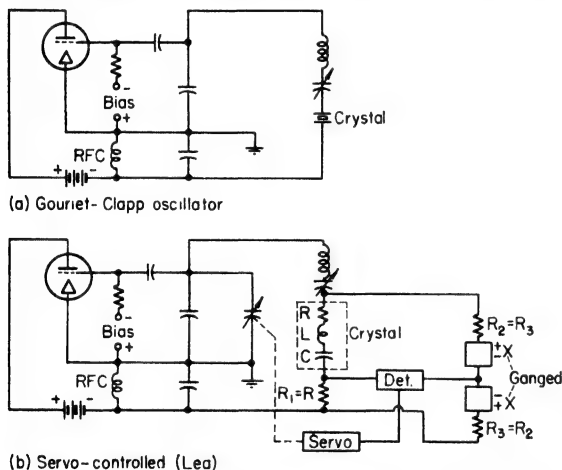 -
Bias
+
RFC
+ -
Crystal
(a) Gouriet-Clapp oscillator
-
Bias
+
RFC
+ -
R
L
C
Crystal
R₁=R
Det.
Servo
R₂=R₃
+
-
X
Ganged
-
+
X
R₃=R₂
(b) Servo-controlled (Lea)